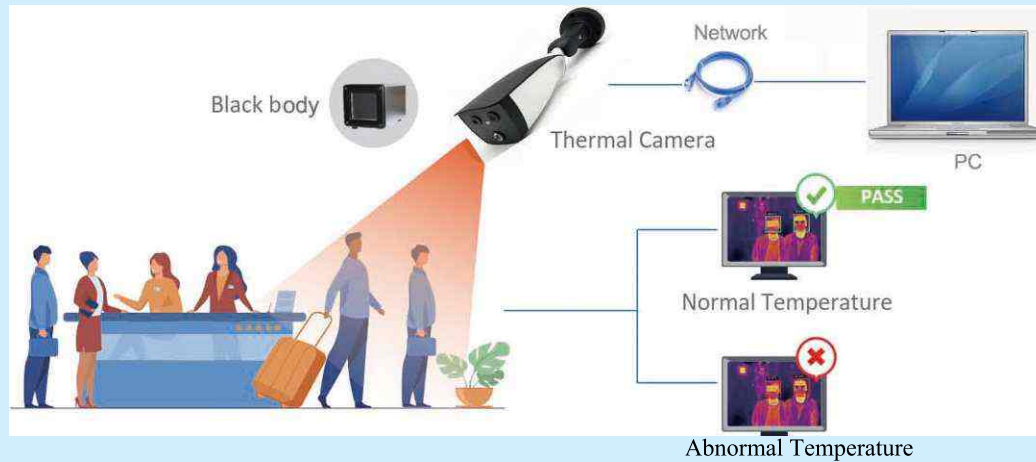 Network
Black body
Thermal Camera
PC
PASS
Normal Temperature
Abnormal Temperature